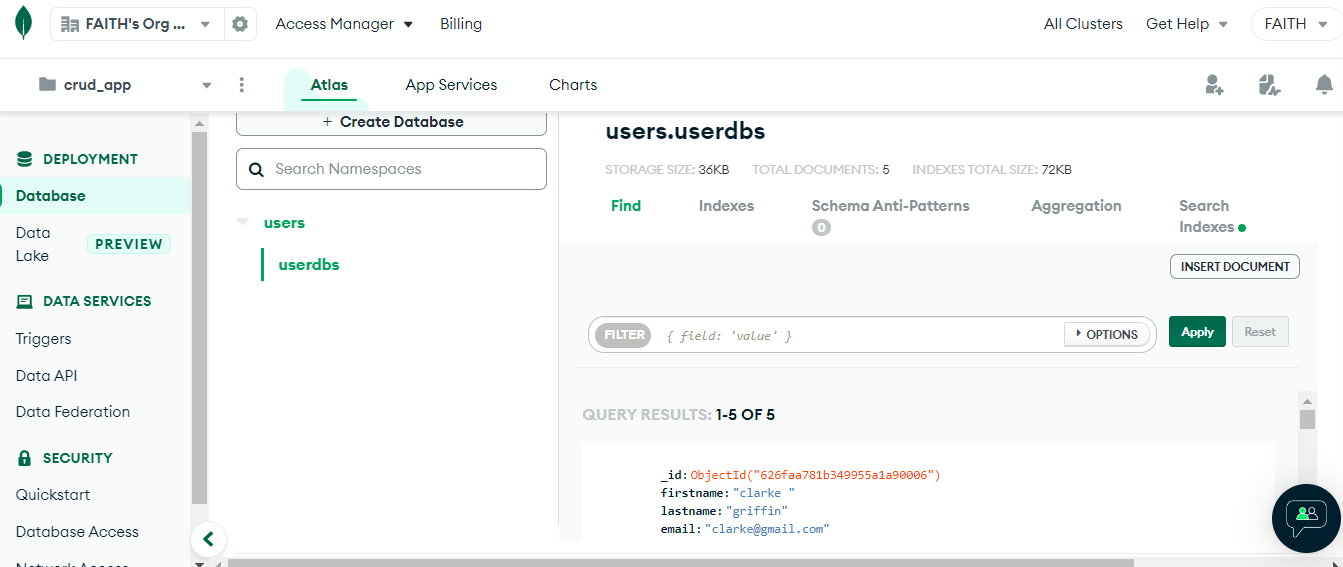 FAITH's Org ...
Access Manager
Billing
All Clusters
Get Help
FAITH
crud_app
Atlas
App Services
Charts
DEPLOYMENT
Database
Data Lake
PREVIEW
DATA SERVICES
Triggers
Data API
Data Federation
SECURITY
Quickstart
Database Access
Network Access
+ Create Database
Search Namespaces
users
userdbs
users.userdbs
STORAGE SIZE: 36KB TOTAL DOCUMENTS: 5 INDEXES TOTAL SIZE: 72KB
Find
Indexes
Schema Anti-Patterns
0
Aggregation
Search
Indexes
INSERT DOCUMENT
FILTER
{ field: 'value' }
OPTIONS
Apply
Reset
QUERY RESULTS: 1-5 OF 5
_id: ObjectId("626faa781b349955a1a90006")
firstname: "clarke "
lastname: "griffin"
email: "clarke@gmail.com"